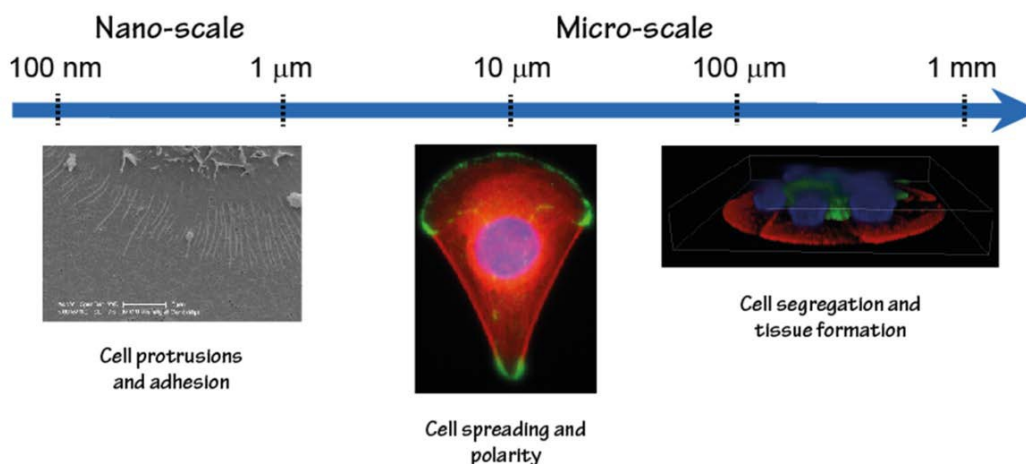 Nano-scale
Micro-scale
100 nm
1 μm
10 μm
100 μm
1 mm
Cell protrusions
and adhesion
Cell spreading and
polarity
Cell segregation and
tissue formation